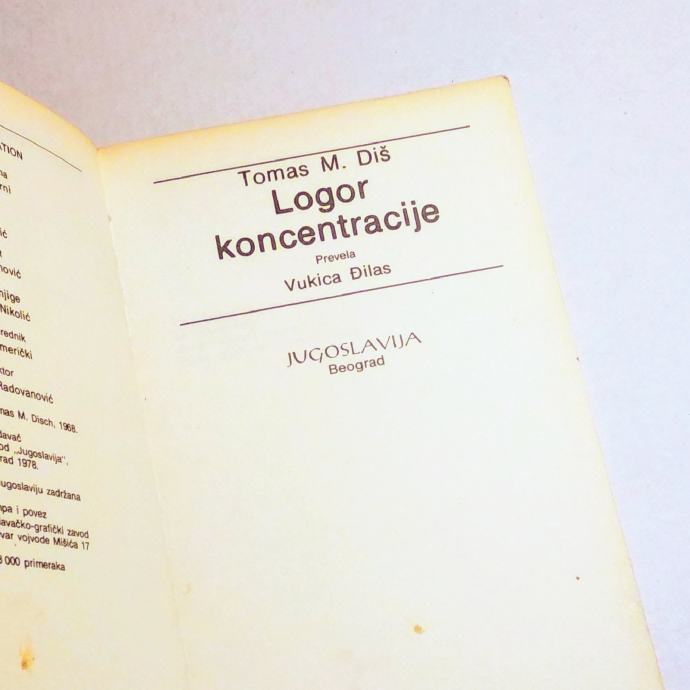 ATION
na
rni
ić
t
nović
njige
Nikolić
rednik
merički
ktor
Radovanović
mas M. Disch, 1968.
davač
od „Jugoslavija",
rad 1978.
ugoslaviju zadržana
mpa i povez
lavačko-grafički zavod
var vojvode Mišića 17
3 000 primeraka
Tomas M. Diš
Logor
koncentracije
Prevela
Vukica Đilas
JUGOSLAVIJA
Beograd